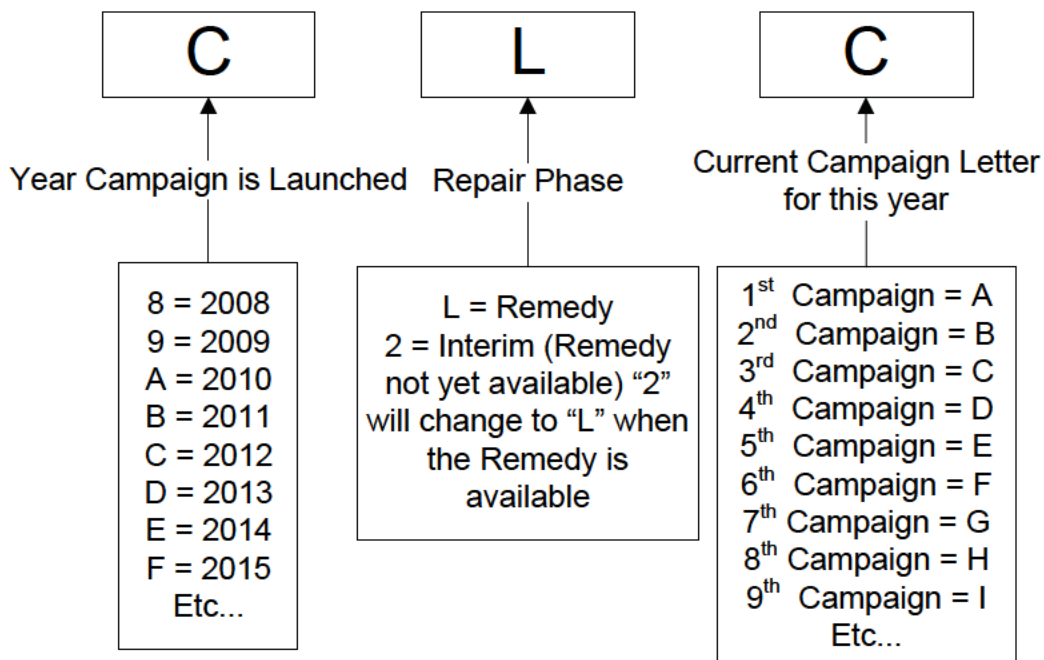 C
L
C
Year Campaign is Launched
Repair Phase
Current Campaign Letter
for this year
8 = 2008
9 = 2009
A = 2010
B = 2011
C = 2012
D = 2013
E = 2014
F = 2015
Etc...
L = Remedy
2 = Interim (Remedy
not yet available) “2”
will change to “L” when
the Remedy is
available
1st Campaign = A
2nd Campaign = B
3rd Campaign = C
4th Campaign = D
5th Campaign = E
6th Campaign = F
7th Campaign = G
8th Campaign = H
9th Campaign = I
Etc...